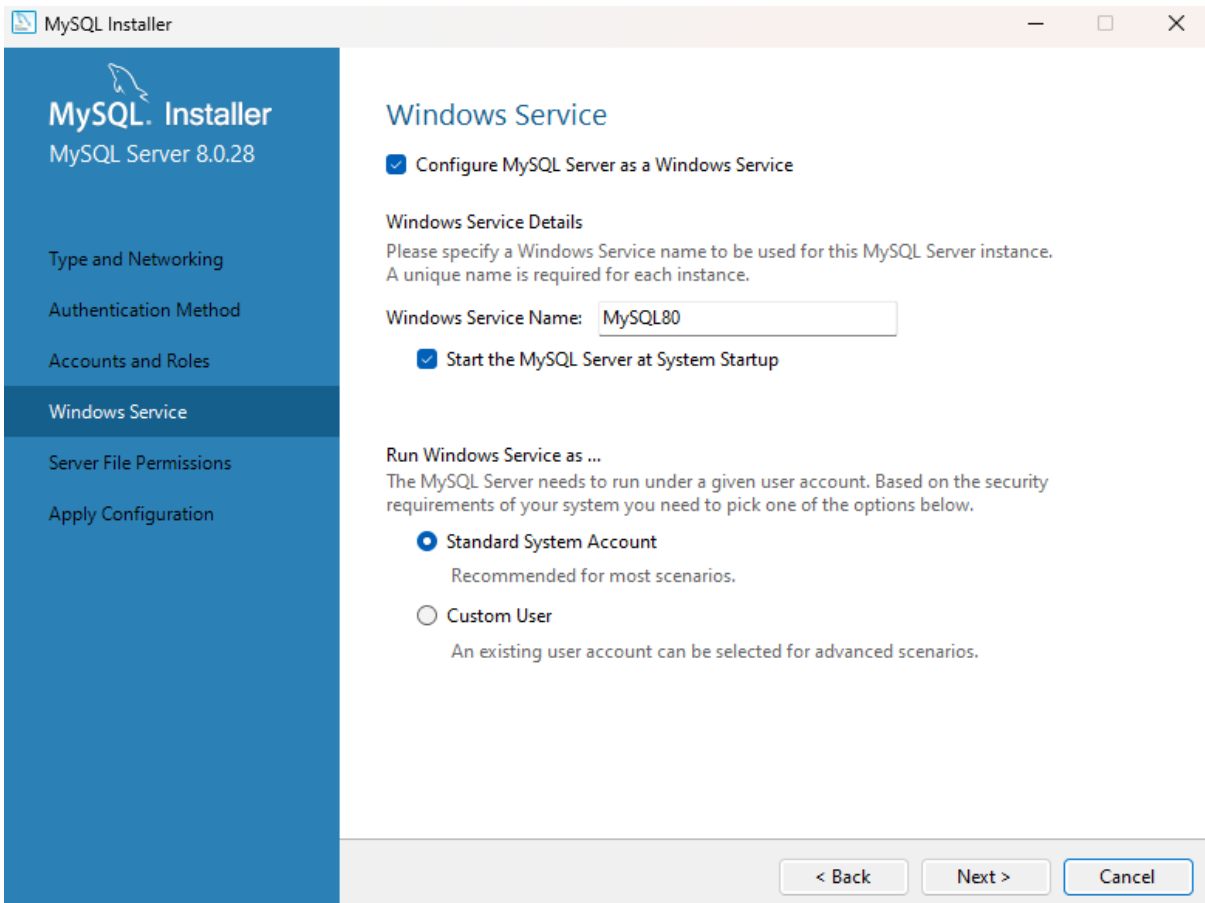 MySQL Installer
MySQL. Installer
MySQL Server 8.0.28
Type and Networking
Authentication Method
Accounts and Roles
Windows Service
Server File Permissions
Apply Configuration
Windows Service
Configure MySQL Server as a Windows Service
Windows Service Details
Please specify a Windows Service name to be used for this MySQL Server instance.
A unique name is required for each instance.
Windows Service Name: MySQL80
Start the MySQL Server at System Startup
Run Windows Service as ...
The MySQL Server needs to run under a given user account. Based on the security
requirements of your system you need to pick one of the options below.
Standard System Account
Recommended for most scenarios.
Custom User
An existing user account can be selected for advanced scenarios.
< Back Next > Cancel